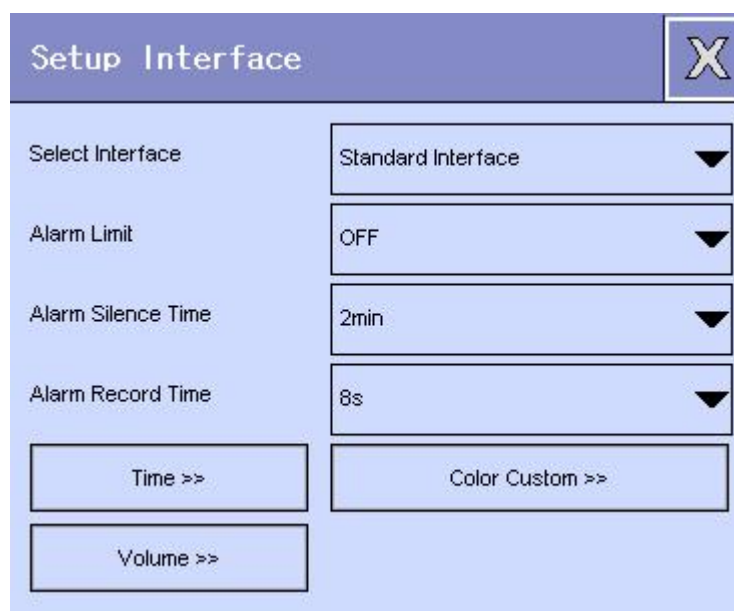 Setup Interface X
Select Interface Standard Interface
Alarm Limit OFF
Alarm Silence Time 2min
Alarm Record Time 8s
Time >> Color Custom >>
Volume >>